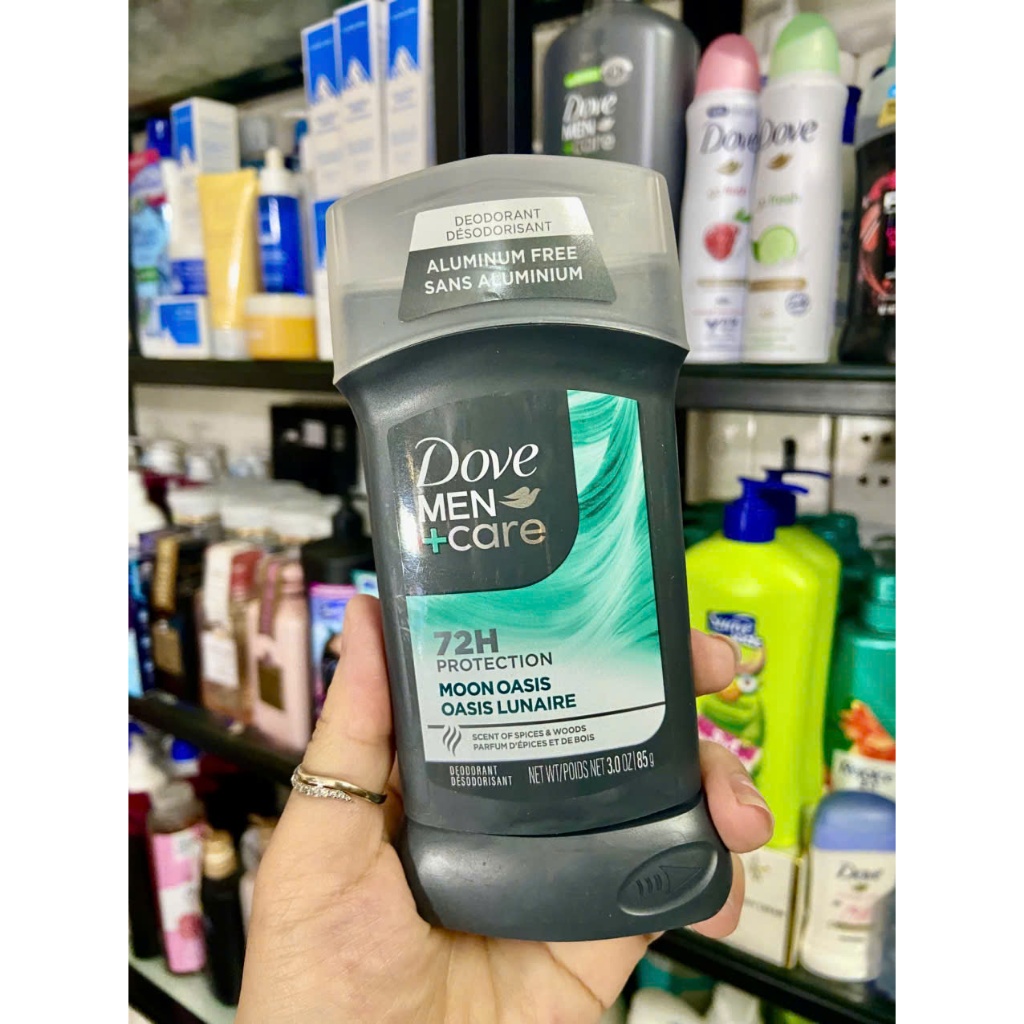 DEODORANT
DÉSODORISANT
ALUMINUM FREE
SANS ALUMINIUM
Dove
MEN
+care
72H
PROTECTION
MOON OASIS
OASIS LUNAIRE
SCENT OF SPICES & WOODS
PARFUM D'ÉPICES ET DE BOIS
DEODORANT
DÉSODORISANT
NET WT/POIDS NET 3.0 OZ | 85 g
Dove
MEN
+care
Dove
Dove
Dove